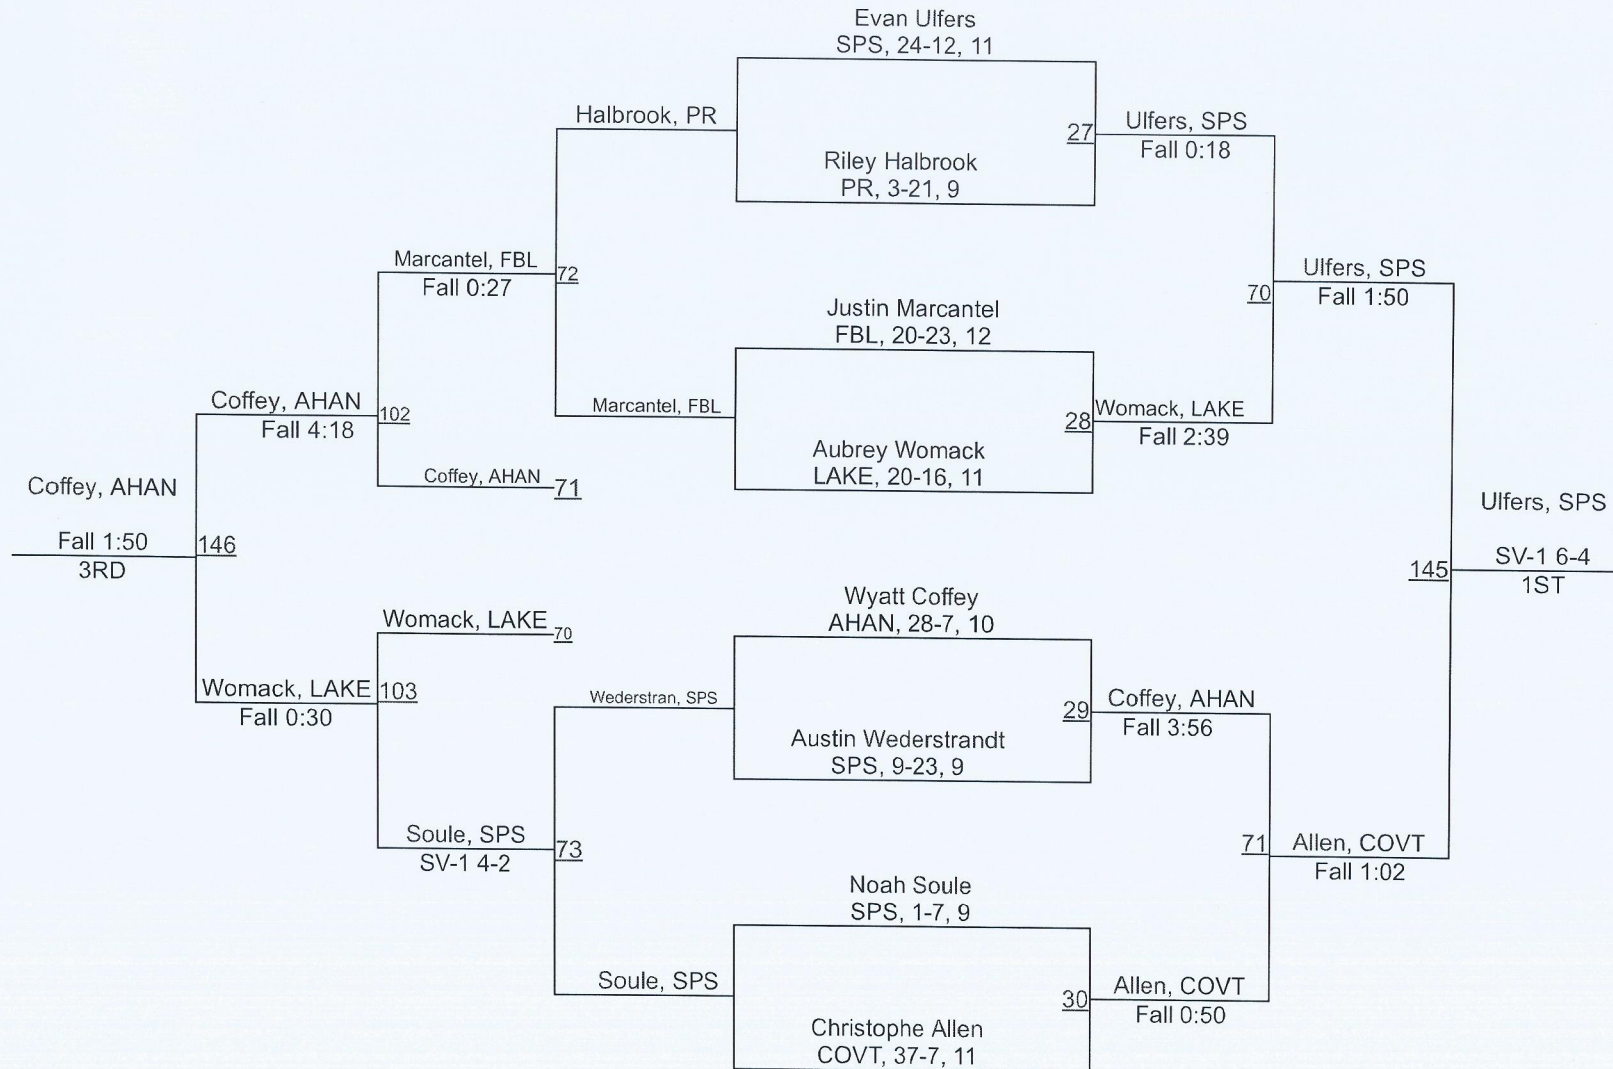 Evan Ulfers
SPS, 24-12, 11
Halbrook, PR
27
Ulfers, SPS
Fall 0:18
Riley Halbrook
PR, 3-21, 9
Marcantel, FBL
72
Fall 0:27
Ulfers, SPS
70
Fall 1:50
Justin Marcantel
FBL, 20-23, 12
Coffey, AHAN
102
Fall 4:18
Marcantel, FBL
28
Womack, LAKE
Fall 2:39
Aubrey Womack
LAKE, 20-16, 11
Coffey, AHAN
71
Coffey, AHAN
Fall 1:50
146
3RD
Ulfers, SPS
145
SV-1 6-4
1ST
Wyatt Coffey
AHAN, 28-7, 10
Womack, LAKE
70
Womack, LAKE
103
Fall 0:30
Wederstran, SPS
29
Coffey, AHAN
Fall 3:56
Austin Wederstrandt
SPS, 9-23, 9
Soule, SPS
73
SV-1 4-2
71
Allen, COVT
Fall 1:02
Noah Soule
SPS, 1-7, 9
Soule, SPS
30
Allen, COVT
Fall 0:50
Christophe Allen
COVT, 37-7, 11